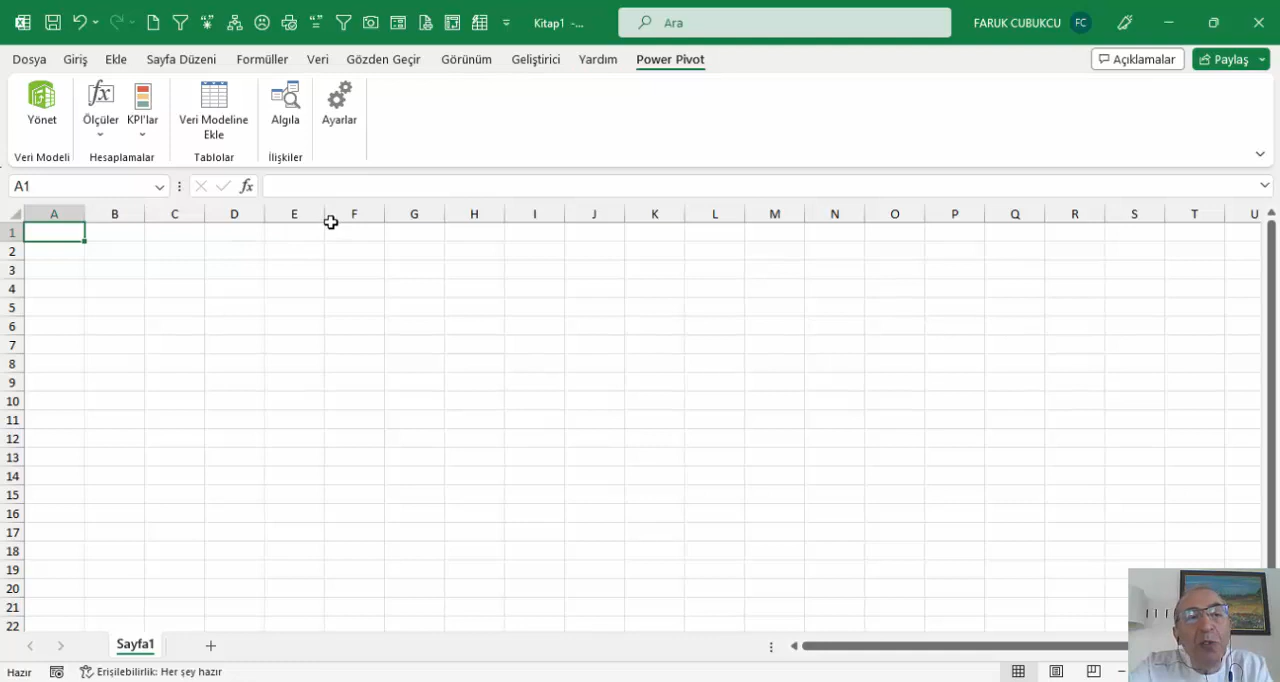 Kitap1 -...
Ara
FARUK CUBUKCU
FC
Dosya Giriş Ekle Sayfa Düzeni Formüller Veri Gözden Geçir Görünüm Geliştirici Yardım Power Pivot
Açıklamalar
Paylaş
Yönet
Ölçüler
KPI'lar
Veri Modeline
Ekle
Algıla
Ayarlar
Veri Modeli
Hesaplamalar
Tablolar
İlişkiler
A1
fx
A B C D E F G H I J K L M N O P Q R S T U
1
2
3
4
5
6
7
8
9
10
11
12
13
14
15
16
17
18
19
20
21
22
Sayfa1
Hazır
Erişilebilirlik: Her şey hazır